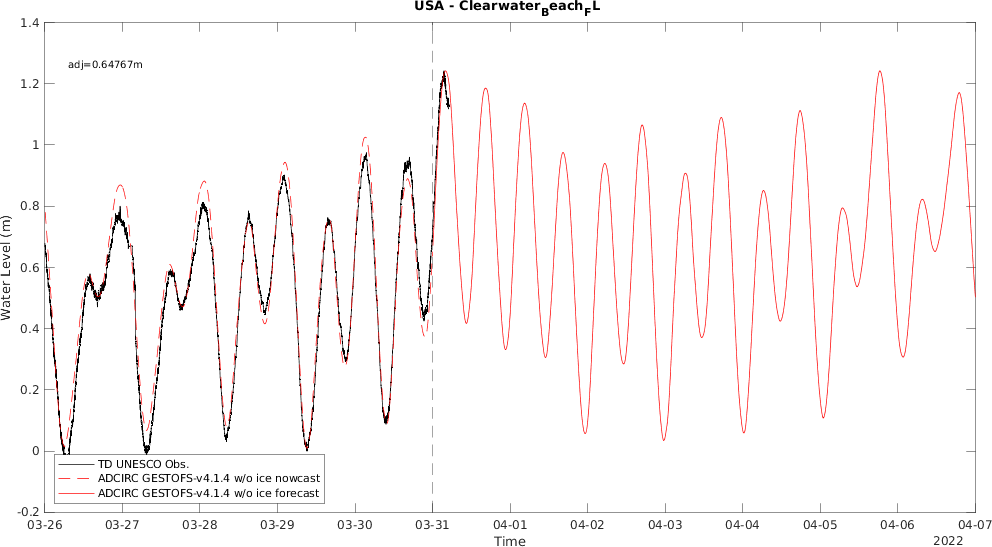 USA - Clearwater_Beach_FL
1.4
adj=0.64767m
1.2
1
0.8
0.6
0.4
0.2
0
-0.2
Water Level (m)
TD UNESCO Obs.
ADCIRC GESTOFS-v4.1.4 w/o ice nowcast
ADCIRC GESTOFS-v4.1.4 w/o ice forecast
03-26 03-27 03-28 03-29 03-30 03-31 04-01 04-02 04-03 04-04 04-05 04-06 04-07
Time
2022